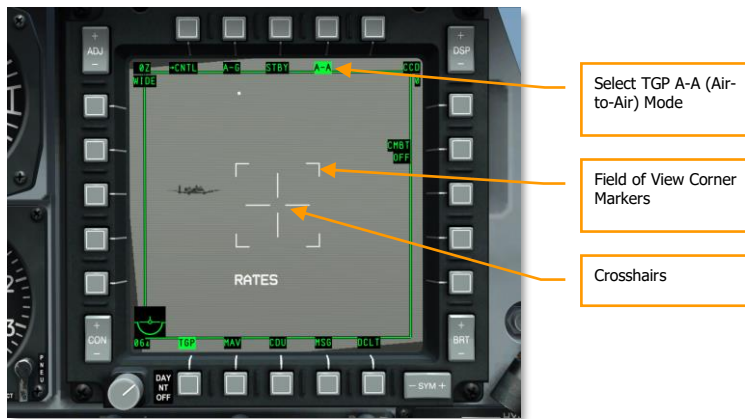 +
ADJ
-
+
DSP
-
0Z →CNTL A-G STBY A-A CCD
WIDE
CMBT
OFF
RATES
TGP MAV CDU MSG DCLT
+
CON
-
+
BRT
-
DAY
NT
OFF
- SYM +
PNEU
Select TGP A-A (Air-
to-Air) Mode
Field of View Corner
Markers
Crosshairs